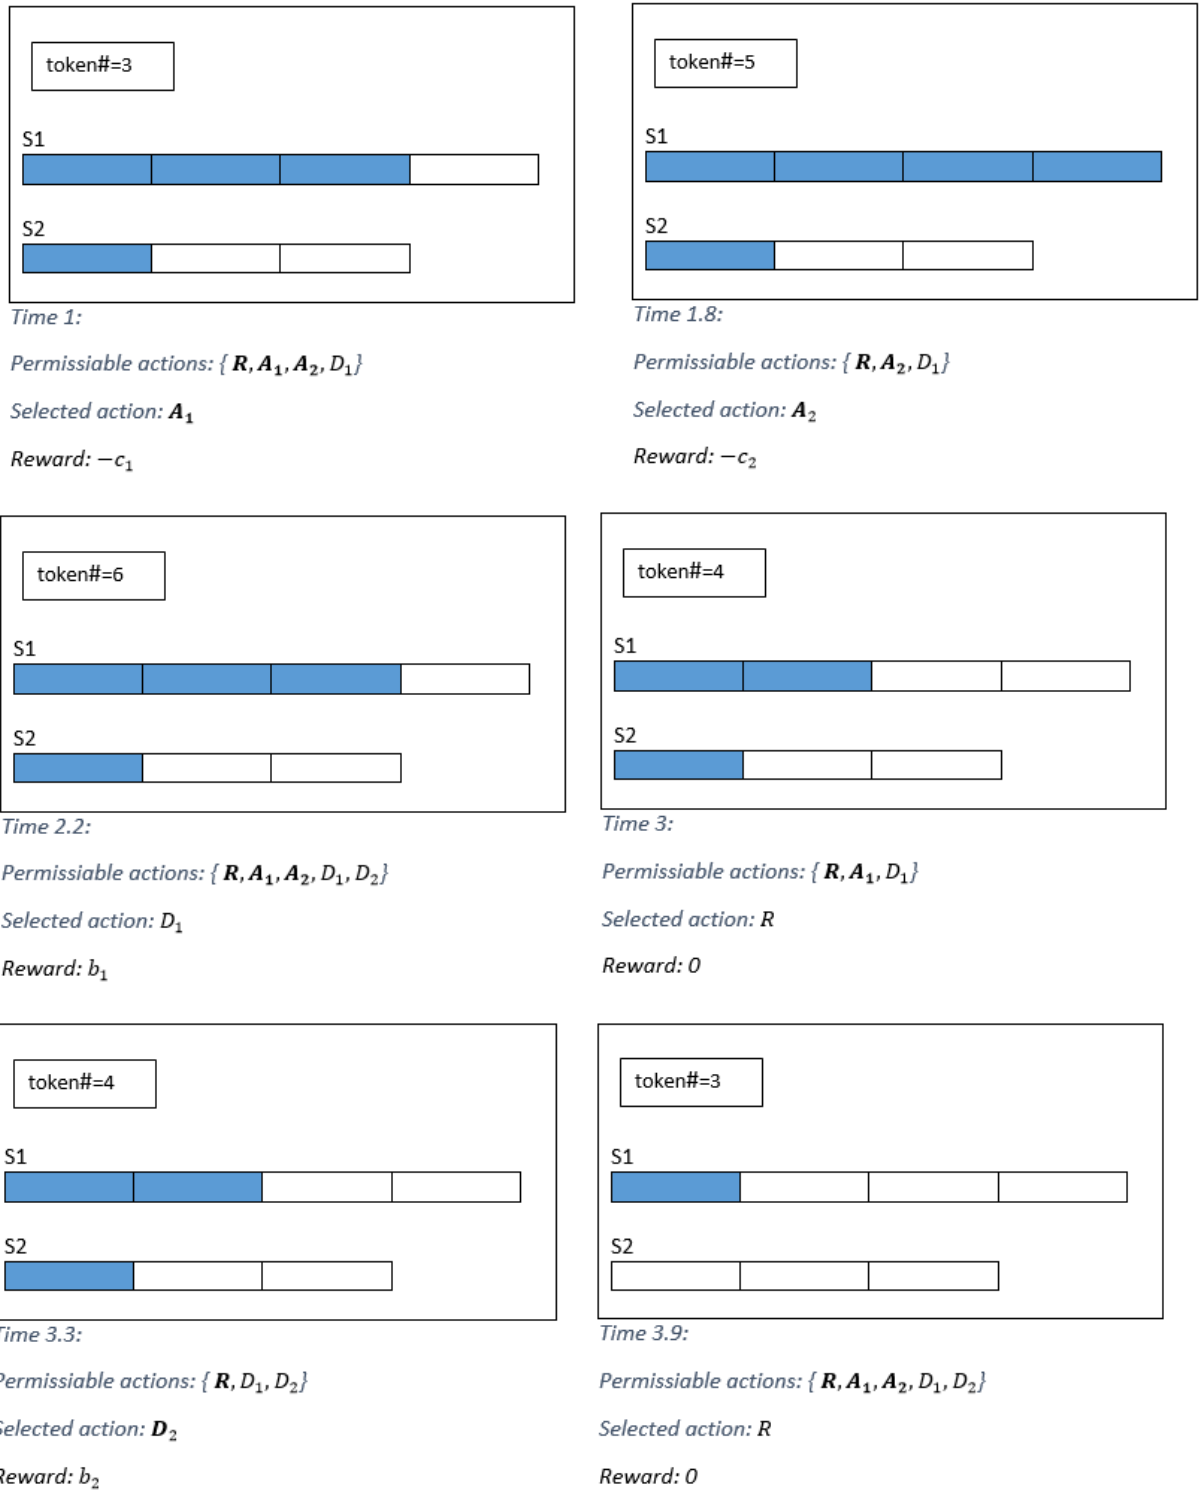 token#=3
S1
S2
Time 1:
Permissiable actions: { R, A₁, A₂, D₁}
Selected action: A₁
Reward: −c₁
token#=5
S1
S2
Time 1.8:
Permissiable actions: { R, A₂, D₁}
Selected action: A₂
Reward: −c₂
token#=6
S1
S2
Time 2.2:
Permissiable actions: { R, A₁, A₂, D₁, D₂}
Selected action: D₁
Reward: b₁
token#=4
S1
S2
Time 3:
Permissiable actions: { R, A₁, D₁}
Selected action: R
Reward: 0
token#=4
S1
S2
Time 3.3:
Permissiable actions: { R, D₁, D₂}
Selected action: D₂
Reward: b₂
token#=3
S1
S2
Time 3.9:
Permissiable actions: { R, A₁, A₂, D₁, D₂}
Selected action: R
Reward: 0